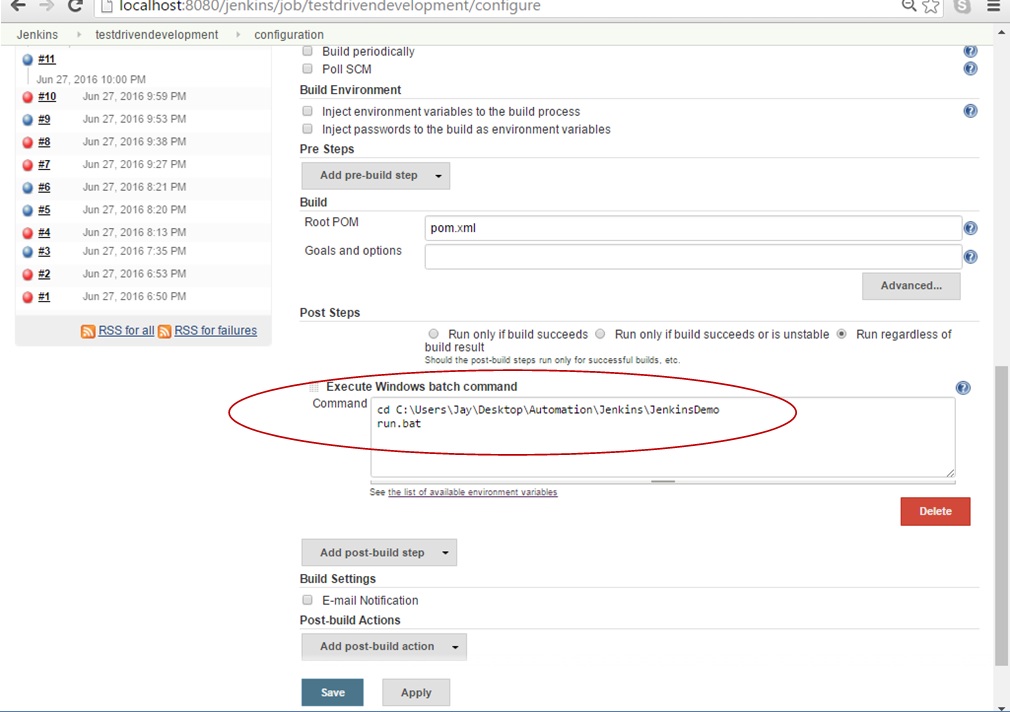 localhost:8080/jenkins/job/testdrivendevelopment/configure
Jenkins testdrivendevelopment configuration
#11
Jun 27, 2016 10:00 PM
#10 Jun 27, 2016 9:59 PM
#9 Jun 27, 2016 9:53 PM
#8 Jun 27, 2016 9:38 PM
#7 Jun 27, 2016 9:27 PM
#6 Jun 27, 2016 8:21 PM
#5 Jun 27, 2016 8:20 PM
#4 Jun 27, 2016 8:13 PM
#3 Jun 27, 2016 7:35 PM
#2 Jun 27, 2016 6:53 PM
#1 Jun 27, 2016 6:50 PM
RSS for all RSS for failures
Build periodically
Poll SCM
Build Environment
Inject environment variables to the build process
Inject passwords to the build as environment variables
Pre Steps
Add pre-build step
Build
Root POM pom.xml
Goals and options
Advanced...
Post Steps
Run only if build succeeds Run only if build succeeds or is unstable Run regardless of
build result
Should the post-build steps run only for successful builds, etc.
Execute Windows batch command
Command cd C:\Users\Jay\Desktop\Automation\Jenkins\JenkinsDemo
run.bat
See the list of available environment variables
Delete
Add post-build step
Build Settings
E-mail Notification
Post-build Actions
Add post-build action
Save Apply